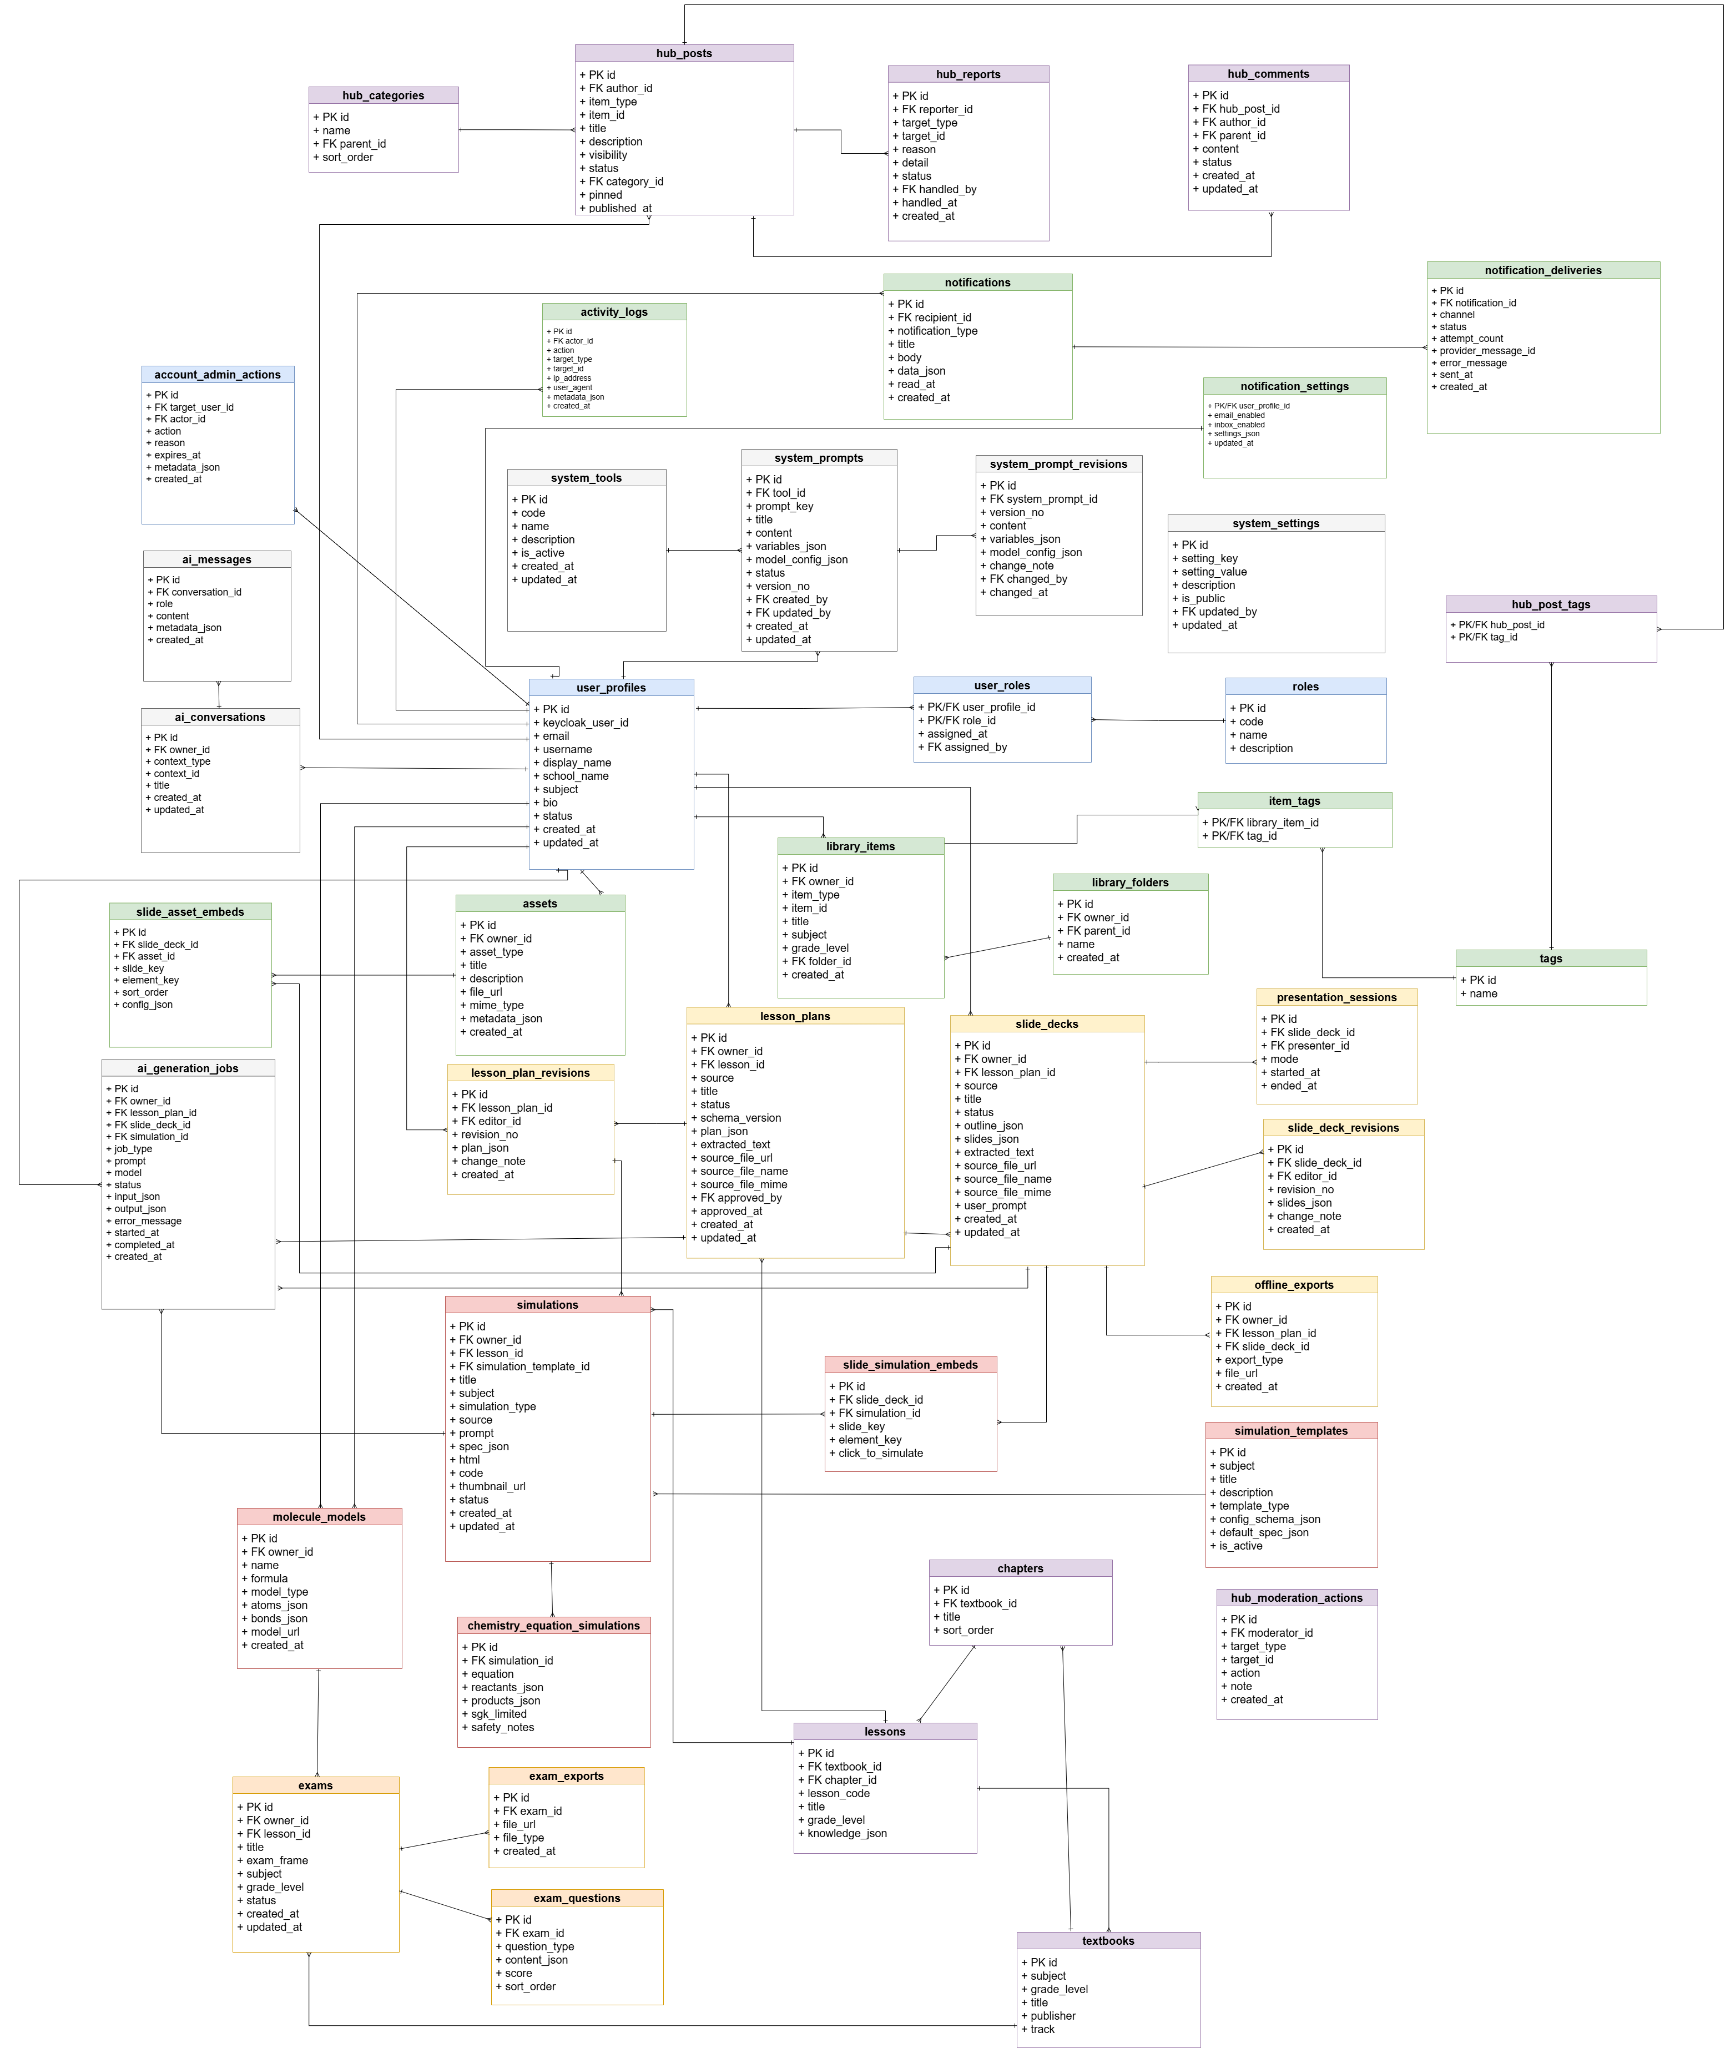 hub_posts
+ PK id
+ FK author_id
+ item_type
+ item_id
+ title
+ description
+ visibility
+ status
+ FK category_id
+ pinned
+ published_at
hub_categories
+ PK id
+ name
+ FK parent_id
+ sort_order
hub_reports
+ PK id
+ FK reporter_id
+ target_type
+ target_id
+ reason
+ detail
+ status
+ FK handled_by
+ handled_at
+ created_at
hub_comments
+ PK id
+ FK hub_post_id
+ FK author_id
+ FK parent_id
+ content
+ status
+ created_at
+ updated_at
notifications
+ PK id
+ FK recipient_id
+ notification_type
+ title
+ body
+ data_json
+ read_at
+ created_at
notification_deliveries
+ PK id
+ FK notification_id
+ channel
+ status
+ attempt_count
+ provider_message_id
+ error_message
+ sent_at
+ created_at
activity_logs
+ PK id
+ FK actor_id
+ action
+ target_type
+ target_id
+ ip_address
+ user_agent
+ metadata_json
+ created_at
account_admin_actions
+ PK id
+ FK target_user_id
+ FK actor_id
+ action
+ reason
+ expires_at
+ metadata_json
+ created_at
notification_settings
+ PK/FK user_profile_id
+ email_enabled
+ inbox_enabled
+ settings_json
+ updated_at
system_tools
+ PK id
+ code
+ name
+ description
+ is_active
+ created_at
+ updated_at
system_prompts
+ PK id
+ FK tool_id
+ prompt_key
+ title
+ content
+ variables_json
+ model_config_json
+ status
+ version_no
+ FK created_by
+ FK updated_by
+ created_at
+ updated_at
system_prompt_revisions
+ PK id
+ FK system_prompt_id
+ version_no
+ content
+ variables_json
+ model_config_json
+ change_note
+ FK changed_by
+ changed_at
system_settings
+ PK id
+ setting_key
+ setting_value
+ description
+ is_public
+ FK updated_by
+ updated_at
ai_messages
+ PK id
+ FK conversation_id
+ role
+ content
+ metadata_json
+ created_at
hub_post_tags
+ PK/FK hub_post_id
+ PK/FK tag_id
ai_conversations
+ PK id
+ FK owner_id
+ context_type
+ context_id
+ title
+ created_at
+ updated_at
user_profiles
+ PK id
+ keycloak_user_id
+ email
+ username
+ display_name
+ school_name
+ subject
+ bio
+ status
+ created_at
+ updated_at
user_roles
+ PK/FK user_profile_id
+ PK/FK role_id
+ assigned_at
+ FK assigned_by
roles
+ PK id
+ code
+ name
+ description
item_tags
+ PK/FK library_item_id
+ PK/FK tag_id
library_items
+ PK id
+ FK owner_id
+ item_type
+ item_id
+ title
+ subject
+ grade_level
+ FK folder_id
+ created_at
library_folders
+ PK id
+ FK owner_id
+ FK parent_id
+ name
+ created_at
slide_asset_embeds
+ PK id
+ FK slide_deck_id
+ FK asset_id
+ slide_key
+ element_key
+ sort_order
+ config_json
assets
+ PK id
+ FK owner_id
+ asset_type
+ title
+ description
+ file_url
+ mime_type
+ metadata_json
+ created_at
tags
+ PK id
+ name
ai_generation_jobs
+ PK id
+ FK owner_id
+ FK lesson_plan_id
+ FK slide_deck_id
+ FK simulation_id
+ job_type
+ prompt
+ model
+ status
+ input_json
+ output_json
+ error_message
+ started_at
+ completed_at
+ created_at
lesson_plan_revisions
+ PK id
+ FK lesson_plan_id
+ FK editor_id
+ revision_no
+ plan_json
+ change_note
+ created_at
lesson_plans
+ PK id
+ FK owner_id
+ FK lesson_id
+ source
+ title
+ status
+ schema_version
+ plan_json
+ extracted_text
+ source_file_url
+ source_file_name
+ source_file_mime
+ FK approved_by
+ approved_at
+ created_at
+ updated_at
slide_decks
+ PK id
+ FK owner_id
+ FK lesson_plan_id
+ source
+ title
+ status
+ outline_json
+ slides_json
+ extracted_text
+ source_file_url
+ source_file_name
+ source_file_mime
+ user_prompt
+ created_at
+ updated_at
presentation_sessions
+ PK id
+ FK slide_deck_id
+ FK presenter_id
+ mode
+ started_at
+ ended_at
slide_deck_revisions
+ PK id
+ FK slide_deck_id
+ FK editor_id
+ revision_no
+ slides_json
+ change_note
+ created_at
offline_exports
+ PK id
+ FK owner_id
+ FK lesson_plan_id
+ FK slide_deck_id
+ export_type
+ file_url
+ created_at
simulations
+ PK id
+ FK owner_id
+ FK lesson_id
+ FK simulation_template_id
+ title
+ subject
+ simulation_type
+ source
+ prompt
+ spec_json
+ html
+ code
+ thumbnail_url
+ status
+ created_at
+ updated_at
slide_simulation_embeds
+ PK id
+ FK slide_deck_id
+ FK simulation_id
+ slide_key
+ element_key
+ click_to_simulate
simulation_templates
+ PK id
+ subject
+ title
+ description
+ template_type
+ config_schema_json
+ default_spec_json
+ is_active
molecule_models
+ PK id
+ FK owner_id
+ name
+ formula
+ model_type
+ atoms_json
+ bonds_json
+ model_url
+ created_at
chapters
+ PK id
+ FK textbook_id
+ title
+ sort_order
hub_moderation_actions
+ PK id
+ FK moderator_id
+ target_type
+ target_id
+ action
+ note
+ created_at
chemistry_equation_simulations
+ PK id
+ FK simulation_id
+ equation
+ reactants_json
+ products_json
+ sgk_limited
+ safety_notes
lessons
+ PK id
+ FK textbook_id
+ FK chapter_id
+ lesson_code
+ title
+ grade_level
+ knowledge_json
exams
+ PK id
+ FK owner_id
+ FK lesson_id
+ title
+ exam_frame
+ subject
+ grade_level
+ status
+ created_at
+ updated_at
exam_exports
+ PK id
+ FK exam_id
+ file_url
+ file_type
+ created_at
exam_questions
+ PK id
+ FK exam_id
+ question_type
+ content_json
+ score
+ sort_order
textbooks
+ PK id
+ subject
+ grade_level
+ title
+ publisher
+ track